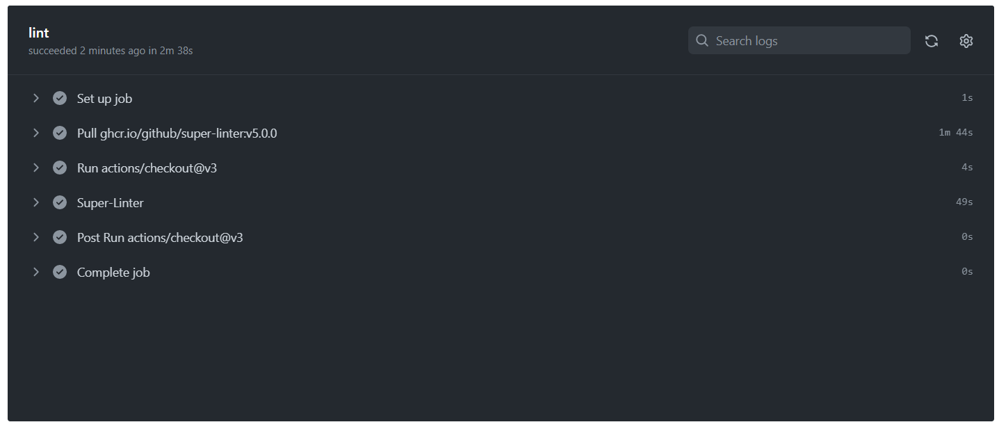 lint
succeeded 2 minutes ago in 2m 38s
Search logs
Set up job 1s
Pull ghcr.io/github/super-linter:v5.0.0 1m 44s
Run actions/checkout@v3 4s
Super-Linter 49s
Post Run actions/checkout@v3 0s
Complete job 0s